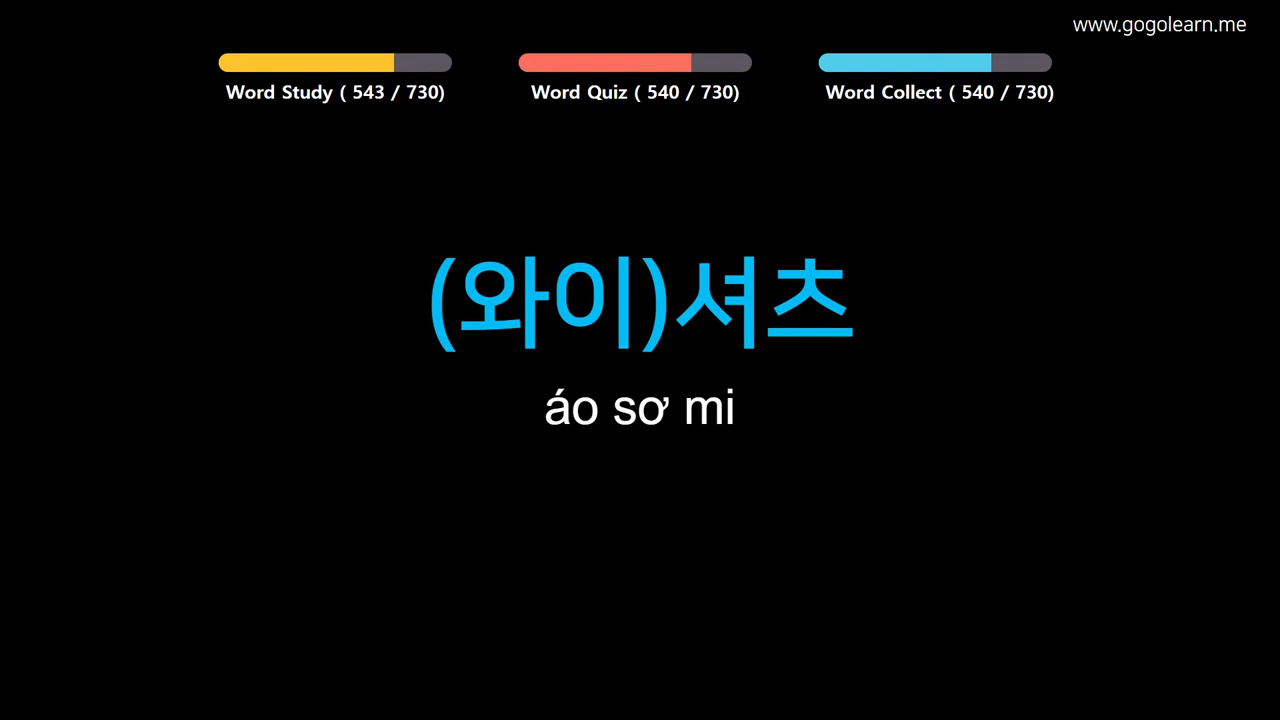 www.gogolearn.me
Word Study ( 543 / 730)
Word Quiz ( 540 / 730)
Word Collect ( 540 / 730)
(와이)셔츠
áo sơ mi